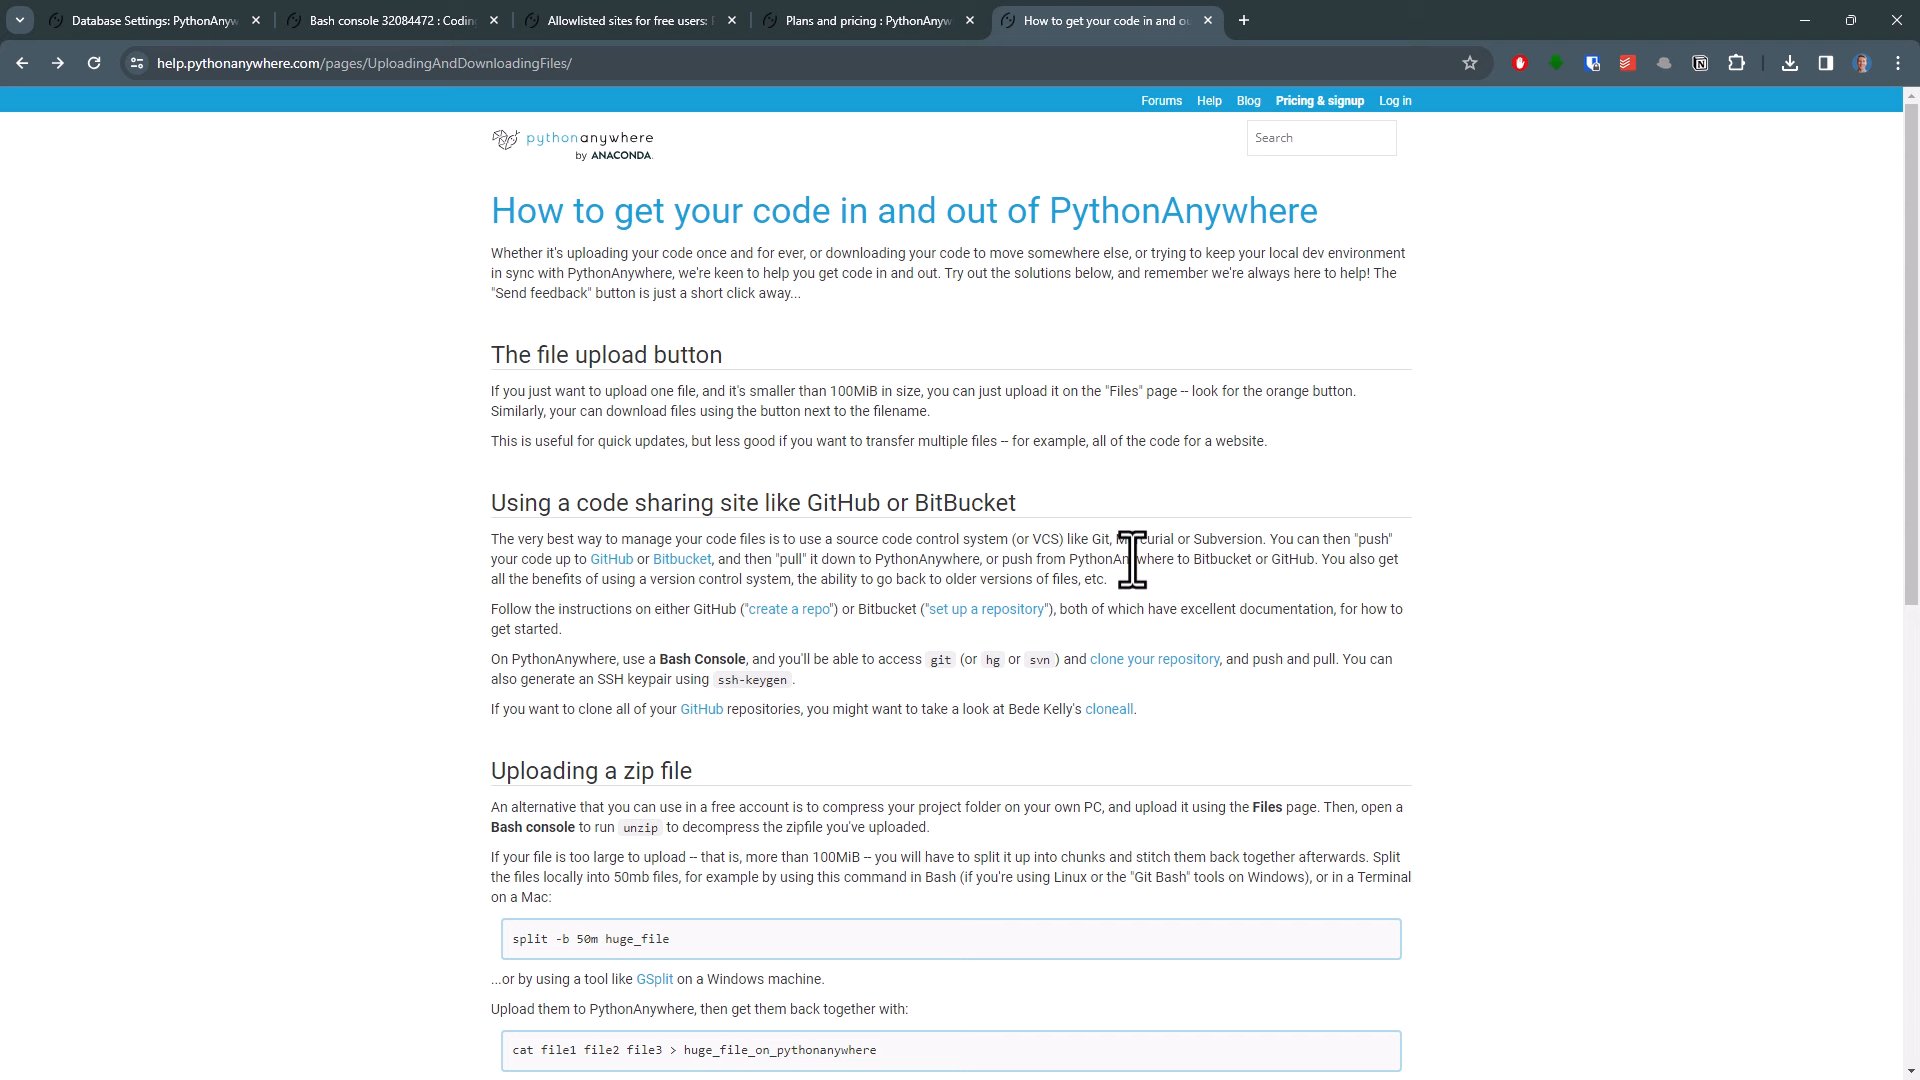 Database Settings: PythonAnyw
Bash console 32084472 : Coding
Allowlisted sites for free users:
Plans and pricing : PythonAnyw
How to get your code in and ou
help.pythonanywhere.com/pages/UploadingAndDownloadingFiles/
Forums Help Blog Pricing & signup Log in
pythonanywhere
by ANACONDA.
Search
How to get your code in and out of PythonAnywhere
Whether it's uploading your code once and for ever, or downloading your code to move somewhere else, or trying to keep your local dev environment
in sync with PythonAnywhere, we're keen to help you get code in and out. Try out the solutions below, and remember we're always here to help! The
"Send feedback" button is just a short click away...
The file upload button
If you just want to upload one file, and it's smaller than 100MiB in size, you can just upload it on the "Files" page -- look for the orange button.
Similarly, your can download files using the button next to the filename.
This is useful for quick updates, but less good if you want to transfer multiple files -- for example, all of the code for a website.
Using a code sharing site like GitHub or BitBucket
The very best way to manage your code files is to use a source code control system (or VCS) like Git, Mercurial or Subversion. You can then "push"
your code up to GitHub or Bitbucket, and then "pull" it down to PythonAnywhere, or push from PythonAnywhere to Bitbucket or GitHub. You also get
all the benefits of using a version control system, the ability to go back to older versions of files, etc.
Follow the instructions on either GitHub ("create a repo") or Bitbucket ("set up a repository"), both of which have excellent documentation, for how to
get started.
On PythonAnywhere, use a Bash Console, and you'll be able to access git (or hg or svn ) and clone your repository, and push and pull. You can
also generate an SSH keypair using ssh-keygen .
If you want to clone all of your GitHub repositories, you might want to take a look at Bede Kelly's cloneall.
Uploading a zip file
An alternative that you can use in a free account is to compress your project folder on your own PC, and upload it using the Files page. Then, open a
Bash console to run unzip to decompress the zipfile you've uploaded.
If your file is too large to upload -- that is, more than 100MiB -- you will have to split it up into chunks and stitch them back together afterwards. Split
the files locally into 50mb files, for example by using this command in Bash (if you're using Linux or the "Git Bash" tools on Windows), or in a Terminal
on a Mac:
split -b 50m huge_file
...or by using a tool like GSplit on a Windows machine.
Upload them to PythonAnywhere, then get them back together with:
cat file1 file2 file3 > huge_file_on_pythonanywhere